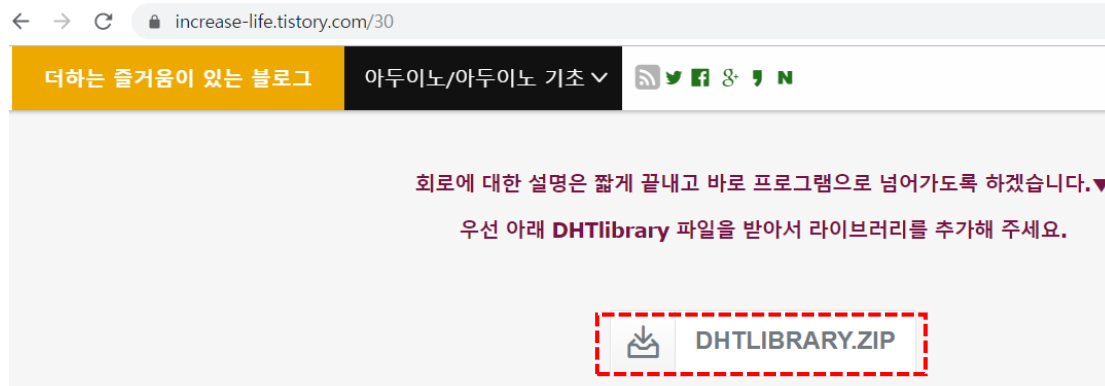 increase-life.tistory.com/30
더하는 즐거움이 있는 블로그
아두이노/아두이노 기초
회로에 대한 설명은 짧게 끝내고 바로 프로그램으로 넘어가도록 하겠습니다.▼
우선 아래 DHTlibrary 파일을 받아서 라이브러리를 추가해 주세요.
DHTLIBRARY.ZIP